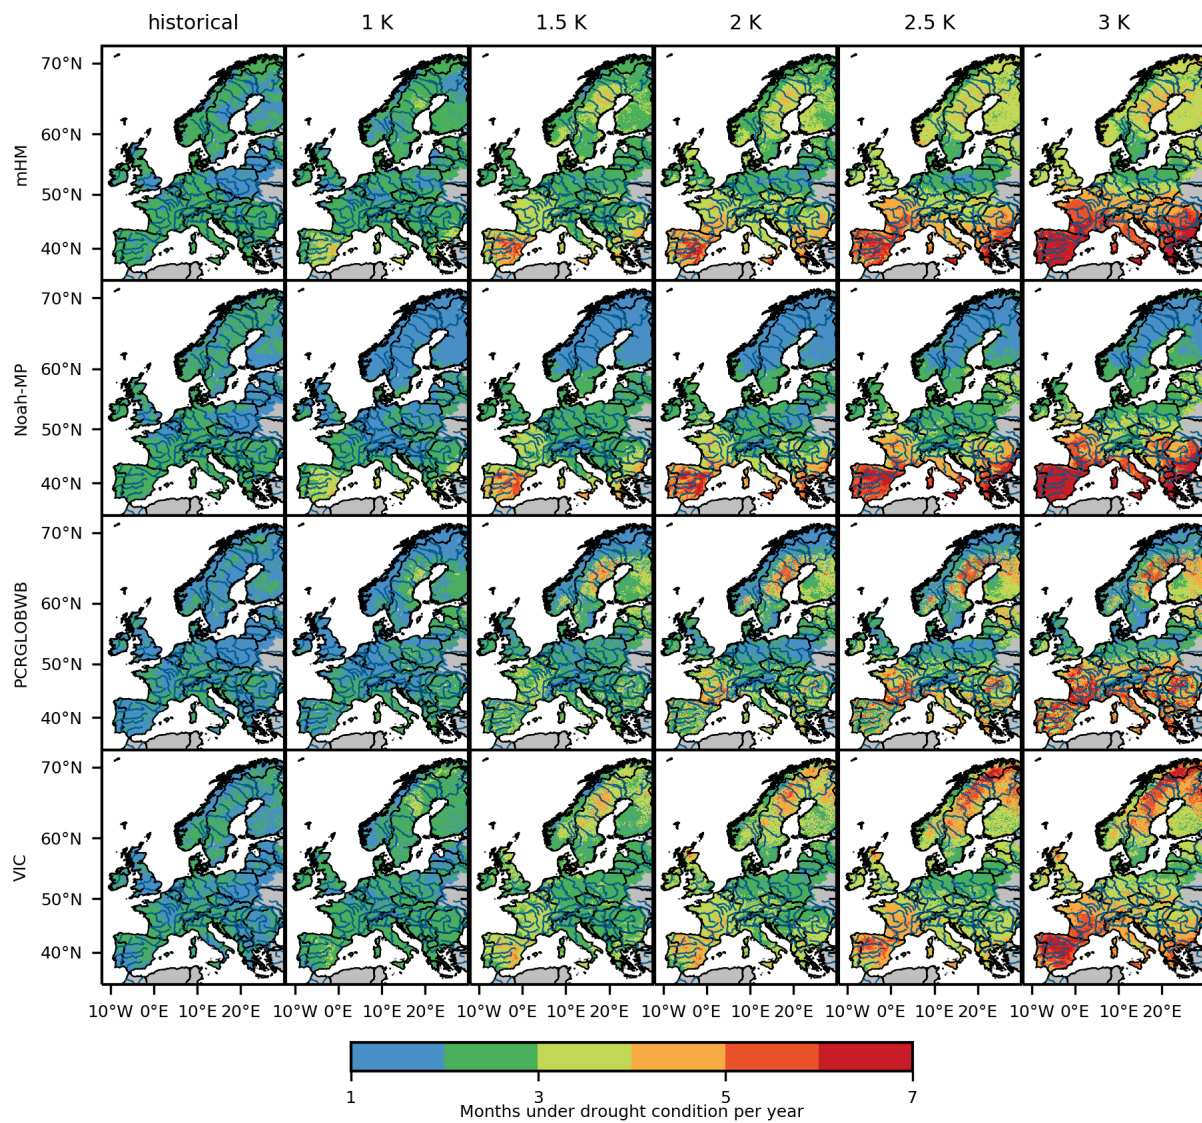 historical 1 K 1.5 K 2 K 2.5 K 3 K
mHM
70°N
60°N
50°N
40°N
Noah-MP
70°N
60°N
50°N
40°N
PCRGLOBWB
70°N
60°N
50°N
40°N
VIC
70°N
60°N
50°N
40°N
10°W 0°E 10°E 20°E 10°W 0°E 10°E 20°E 10°W 0°E 10°E 20°E 10°W 0°E 10°E 20°E 10°W 0°E 10°E 20°E 10°W 0°E 10°E 20°E
1 3 5 7
Months under drought condition per year